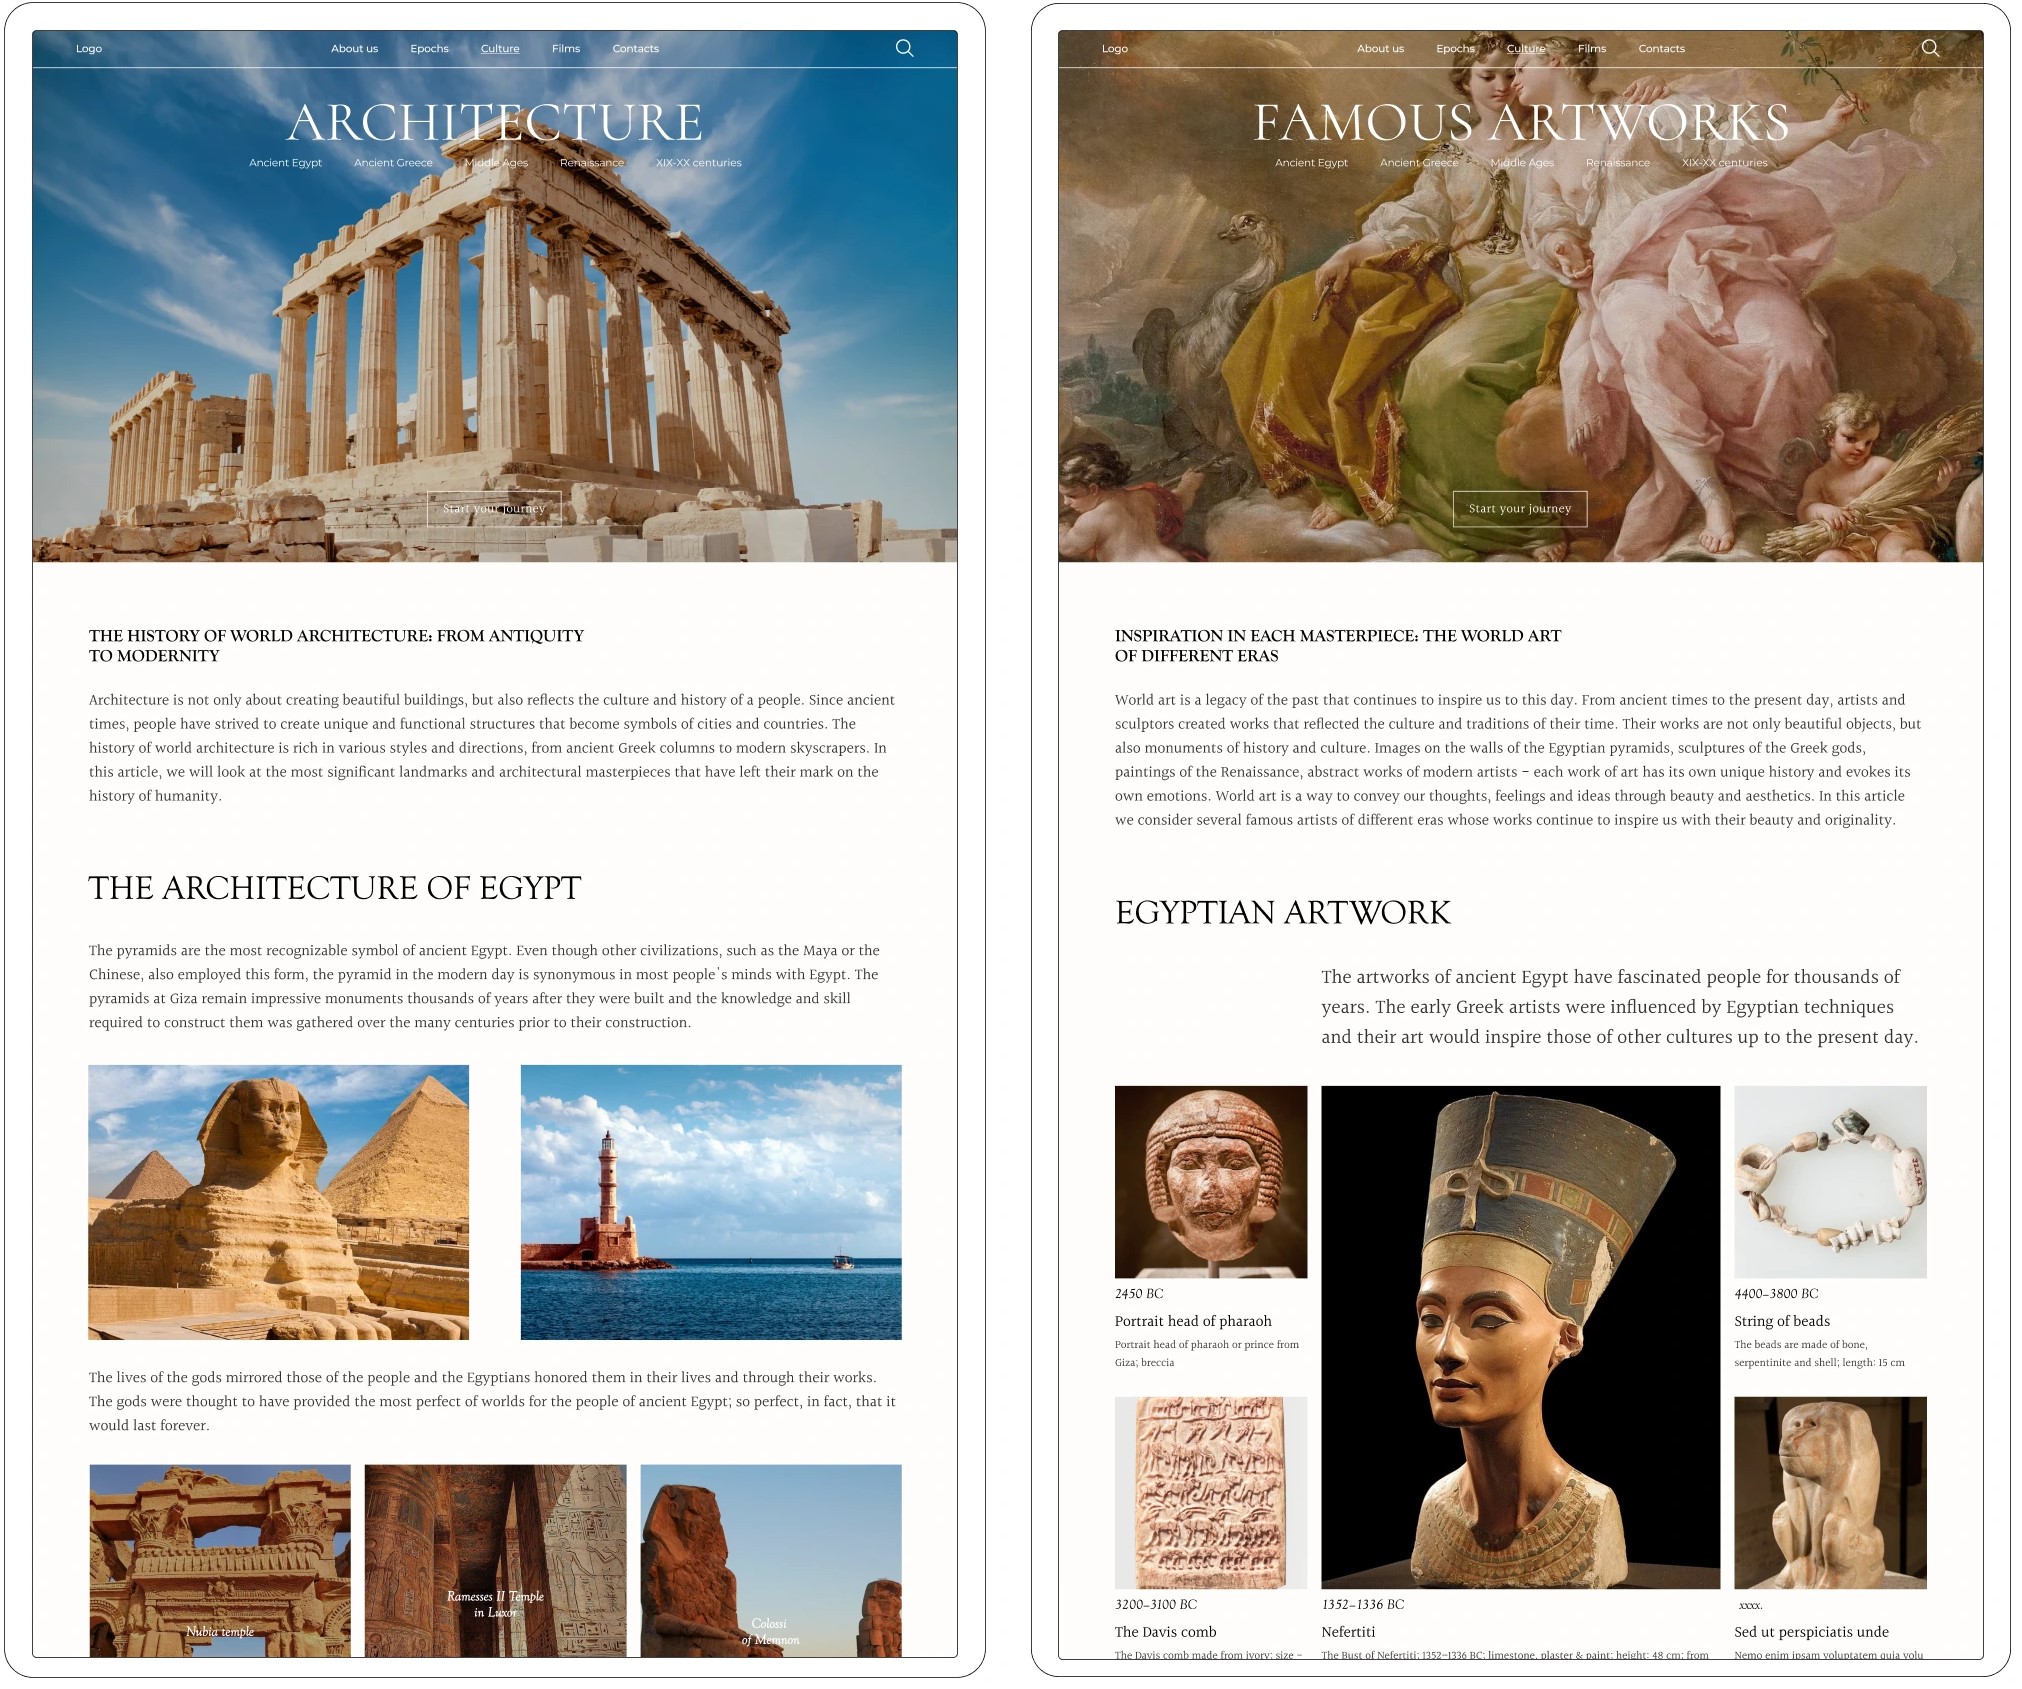 Logo
About us Epochs Culture Films Contacts
ARCHITECTURE
Ancient Egypt Ancient Greece Middle Ages Renaissance XIX-XX centuries
Start your journey
THE HISTORY OF WORLD ARCHITECTURE: FROM ANTIQUITY
TO MODERNITY
Architecture is not only about creating beautiful buildings, but also reflects the culture and history of a people. Since ancient
times, people have strived to create unique and functional structures that become symbols of cities and countries. The
history of world architecture is rich in various styles and directions, from ancient Greek columns to modern skyscrapers. In
this article, we will look at the most significant landmarks and architectural masterpieces that have left their mark on the
history of humanity.
THE ARCHITECTURE OF EGYPT
The pyramids are the most recognizable symbol of ancient Egypt. Even though other civilizations, such as the Maya or the
Chinese, also employed this form, the pyramid in the modern day is synonymous in most people's minds with Egypt. The
pyramids at Giza remain impressive monuments thousands of years after they were built and the knowledge and skill
required to construct them was gathered over the many centuries prior to their construction.
The lives of the gods mirrored those of the people and the Egyptians honored them in their lives and through their works.
The gods were thought to have provided the most perfect of worlds for the people of ancient Egypt; so perfect, in fact, that it
would last forever.
Nubia temple
Ramesses II Temple
in Luxor
Colossi
of Memnon
Logo
About us Epochs Culture Films Contacts
FAMOUS ARTWORKS
Ancient Egypt Ancient Greece Middle Ages Renaissance XIX-XX centuries
Start your journey
INSPIRATION IN EACH MASTERPIECE: THE WORLD ART
OF DIFFERENT ERAS
World art is a legacy of the past that continues to inspire us to this day. From ancient times to the present day, artists and
sculptors created works that reflected the culture and traditions of their time. Their works are not only beautiful objects, but
also monuments of history and culture. Images on the walls of the Egyptian pyramids, sculptures of the Greek gods,
paintings of the Renaissance, abstract works of modern artists – each work of art has its own unique history and evokes its
own emotions. World art is a way to convey our thoughts, feelings and ideas through beauty and aesthetics. In this article
we consider several famous artists of different eras whose works continue to inspire us with their beauty and originality.
EGYPTIAN ARTWORK
The artworks of ancient Egypt have fascinated people for thousands of
years. The early Greek artists were influenced by Egyptian techniques
and their art would inspire those of other cultures up to the present day.
2450 BC
Portrait head of pharaoh
Portrait head of pharaoh or prince from
Giza; breccia
4400–3800 BC
String of beads
The beads are made of bone,
serpentinite and shell; length: 15 cm
3200–3100 BC
The Davis comb
The Davis comb made from ivory; size –
1352–1336 BC
Nefertiti
The Bust of Nefertiti; 1352–1336 BC; limestone, plaster & paint; height: 48 cm; from
xxxx.
Sed ut perspiciatis unde
Nemo enim ipsam voluptatem quia volu